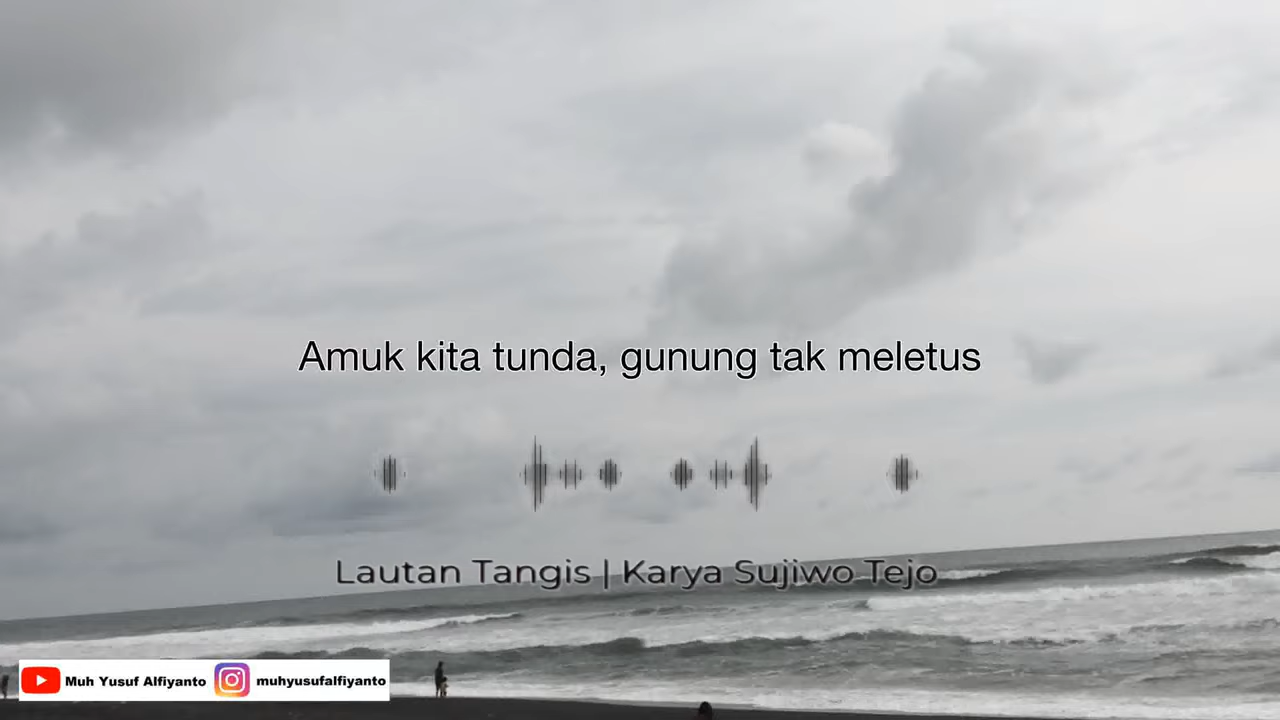 Amuk kita tunda, gunung tak meletus
Lautan Tangis | Karya Sujiwo Tejo
Muh Yusuf Alfiyanto muhyusufalfiyanto